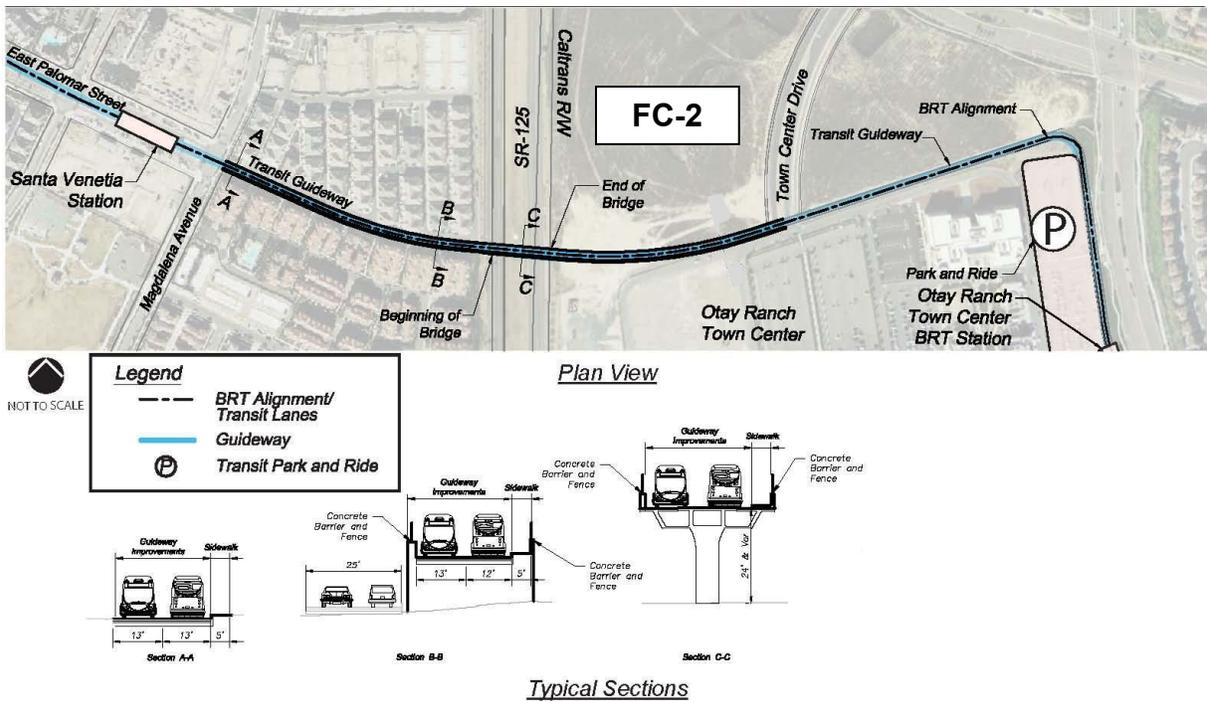 East Palomar Street
Santa Venetia
Station
A
A
Transit Guideway
Magdalena Avenue
B
B
Beginning of
Bridge
SR-125
Caltrans R/W
C
C
FC-2
End of
Bridge
Town Center Drive
BRT Alignment
Transit Guideway
P
Park and Ride
Otay Ranch
Town Center
BRT Station
Otay Ranch
Town Center
NOT TO SCALE
Legend
BRT Alignment/
Transit Lanes
Guideway
P Transit Park and Ride
Plan View
Guideway
Improvements
Sidewalk
13'
13'
5'
Section A-A
Guideway
Improvements
Sidewalk
Concrete
Barrier and
Fence
25'
13'
12'
5'
Concrete
Barrier and
Fence
Section B-B
Guideway
Improvements
Sidewalk
Concrete
Barrier and
Fence
Concrete
Barrier and
Fence
24' & Var
Section C-C
Typical Sections